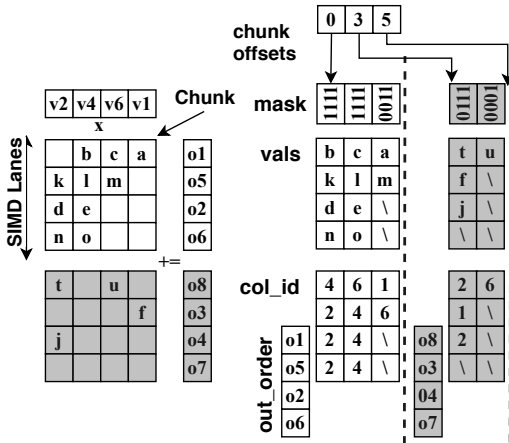 chunk offsets
0 3 5
mask
1111 1111 0011
0111 0001
v2 v4 v6 v1
x
Chunk
SIMD Lanes
b c a
k l m
d e
n o
o1
o5
o2
o6
+=
t u
f
j
o8
o3
o4
o7
vals
b c a
k l m
d e \
n o \
t u
f \
j \
\ \
col_id
4 6 1
2 4 6
2 4 \
2 4 \
2 6
1 \
2 \
\ \
out_order
o1
o5
o2
o6
o8
o3
04
o7